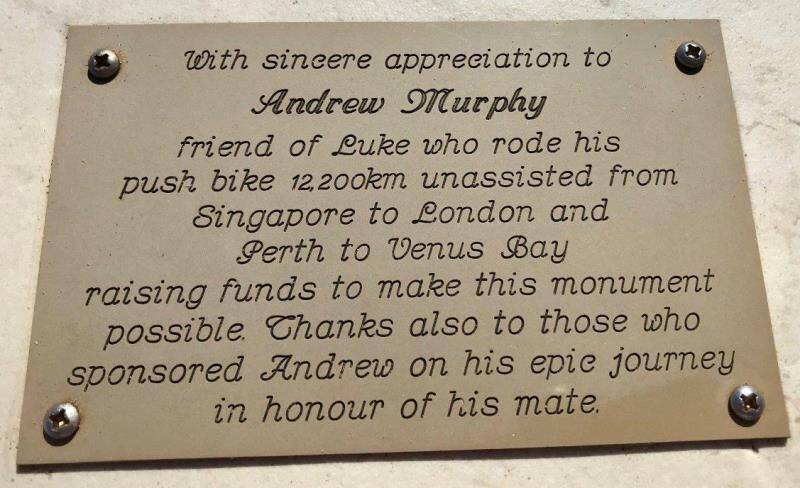 With sincere appreciation to
Andrew Murphy
friend of Luke who rode his
push bike 12,200km unassisted from
Singapore to London and
Perth to Venus Bay
raising funds to make this monument
possible. Thanks also to those who
sponsored Andrew on his epic journey
in honour of his mate.